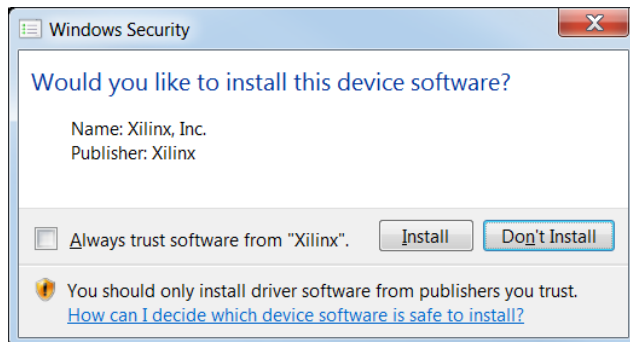 Windows Security
Would you like to install this device software?
Name: Xilinx, Inc.
Publisher: Xilinx
Always trust software from "Xilinx".
Install
Don't Install
You should only install driver software from publishers you trust.
How can I decide which device software is safe to install?